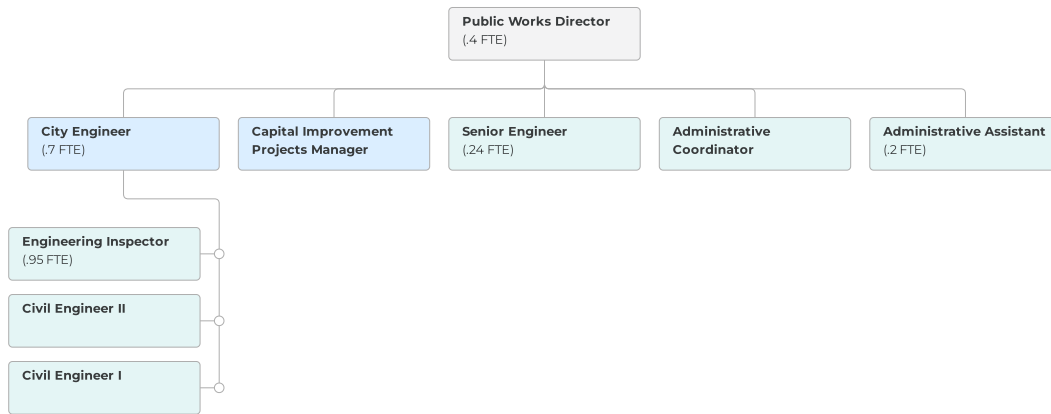 Public Works Director
(.4 FTE)
City Engineer
(.7 FTE)
Capital Improvement
Projects Manager
Senior Engineer
(.24 FTE)
Administrative
Coordinator
Administrative Assistant
(.2 FTE)
Engineering Inspector
(.95 FTE)
Civil Engineer II
Civil Engineer I